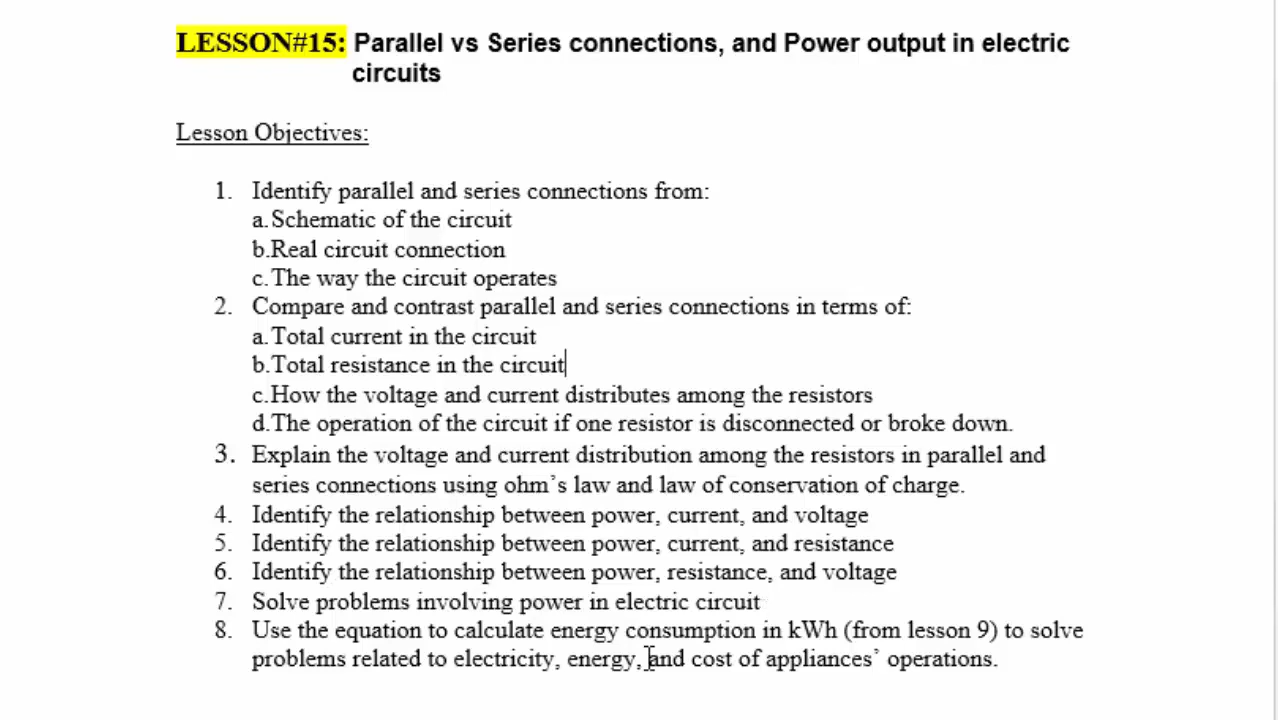 LESSON#15: Parallel vs Series connections, and Power output in electric
circuits
Lesson Objectives:
1. Identify parallel and series connections from:
a.Schematic of the circuit
b.Real circuit connection
c.The way the circuit operates
2. Compare and contrast parallel and series connections in terms of:
a.Total current in the circuit
b.Total resistance in the circuit
c.How the voltage and current distributes among the resistors
d.The operation of the circuit if one resistor is disconnected or broke down.
3. Explain the voltage and current distribution among the resistors in parallel and
series connections using ohm's law and law of conservation of charge.
4. Identify the relationship between power, current, and voltage
5. Identify the relationship between power, current, and resistance
6. Identify the relationship between power, resistance, and voltage
7. Solve problems involving power in electric circuit
8. Use the equation to calculate energy consumption in kWh (from lesson 9) to solve
problems related to electricity, energy, and cost of appliances' operations.